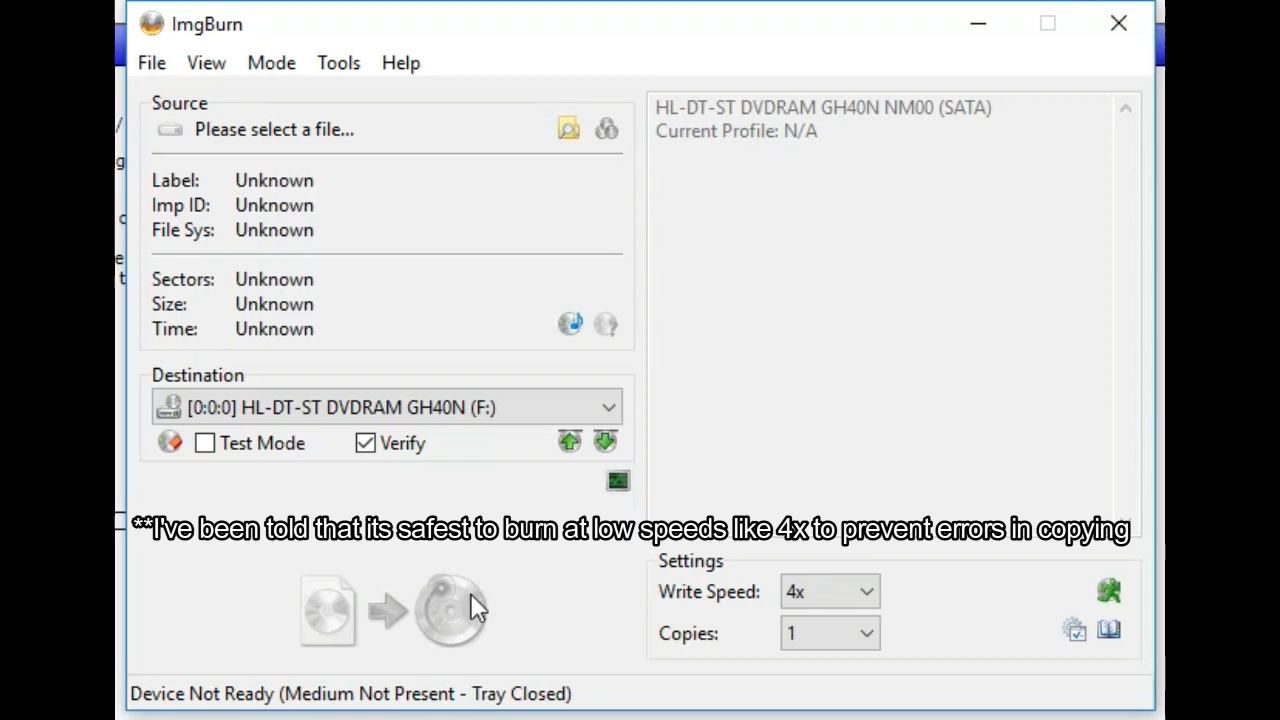 ImgBurn
File View Mode Tools Help
Source
Please select a file...
Label: Unknown
Imp ID: Unknown
File Sys: Unknown
Sectors: Unknown
Size: Unknown
Time: Unknown
Destination
[0:0:0] HL-DT-ST DVDRAM GH40N (F:)
Test Mode Verify
HL-DT-ST DVDRAM GH40N NM00 (SATA)
Current Profile: N/A
**I've been told that its safest to burn at low speeds like 4x to prevent errors in copying
Settings
Write Speed: 4x
Copies: 1
Device Not Ready (Medium Not Present - Tray Closed)